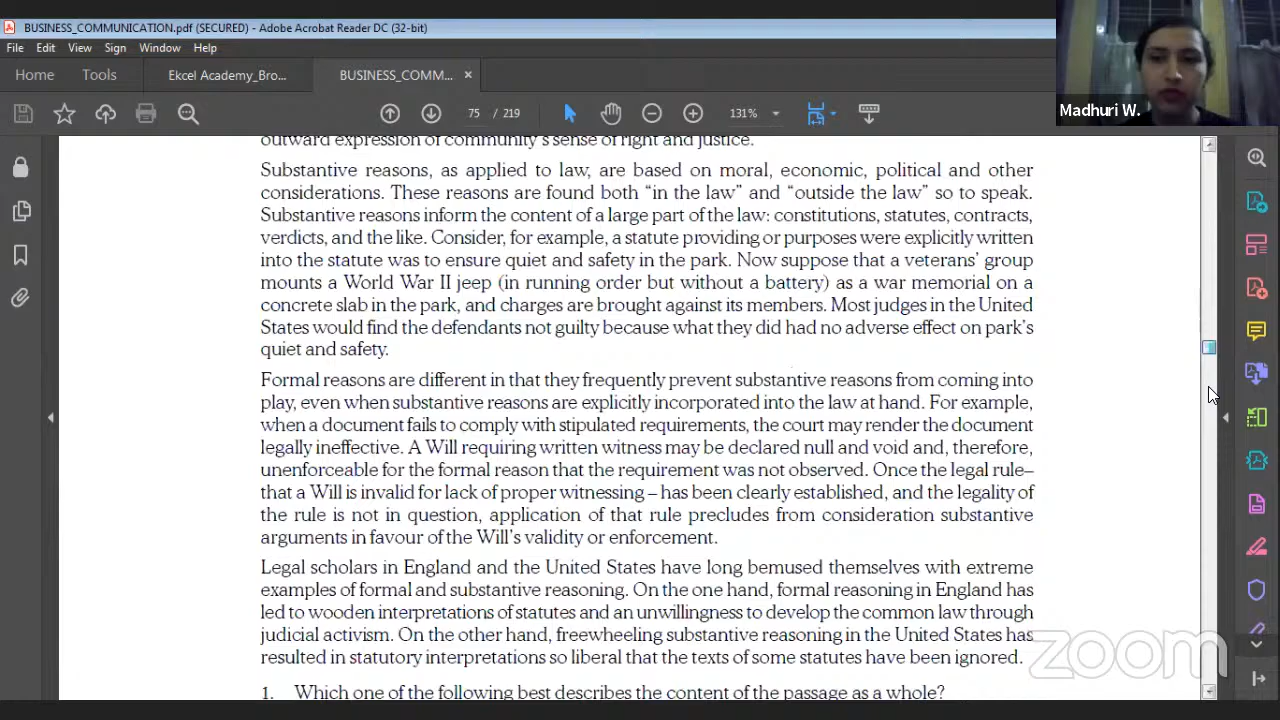 BUSINESS_COMMUNICATION.pdf (SECURED) - Adobe Acrobat Reader DC (32-bit)
File Edit View Sign Window Help
Home Tools Ekcel Academy_Bro... BUSINESS_COMM... ×
75 / 219 131%
Madhuri W.
outward expression of community's sense of right and justice.
Substantive reasons, as applied to law, are based on moral, economic, political and other
considerations. These reasons are found both “in the law” and “outside the law” so to speak.
Substantive reasons inform the content of a large part of the law: constitutions, statutes, contracts,
verdicts, and the like. Consider, for example, a statute providing or purposes were explicitly written
into the statute was to ensure quiet and safety in the park. Now suppose that a veterans' group
mounts a World War II jeep (in running order but without a battery) as a war memorial on a
concrete slab in the park, and charges are brought against its members. Most judges in the United
States would find the defendants not guilty because what they did had no adverse effect on park's
quiet and safety.
Formal reasons are different in that they frequently prevent substantive reasons from coming into
play, even when substantive reasons are explicitly incorporated into the law at hand. For example,
when a document fails to comply with stipulated requirements, the court may render the document
legally ineffective. A Will requiring written witness may be declared null and void and, therefore,
unenforceable for the formal reason that the requirement was not observed. Once the legal rule–
that a Will is invalid for lack of proper witnessing – has been clearly established, and the legality of
the rule is not in question, application of that rule precludes from consideration substantive
arguments in favour of the Will's validity or enforcement.
Legal scholars in England and the United States have long bemused themselves with extreme
examples of formal and substantive reasoning. On the one hand, formal reasoning in England has
led to wooden interpretations of statutes and an unwillingness to develop the common law through
judicial activism. On the other hand, freewheeling substantive reasoning in the United States has
resulted in statutory interpretations so liberal that the texts of some statutes have been ignored.
zoom
1. Which one of the following best describes the content of the passage as a whole?